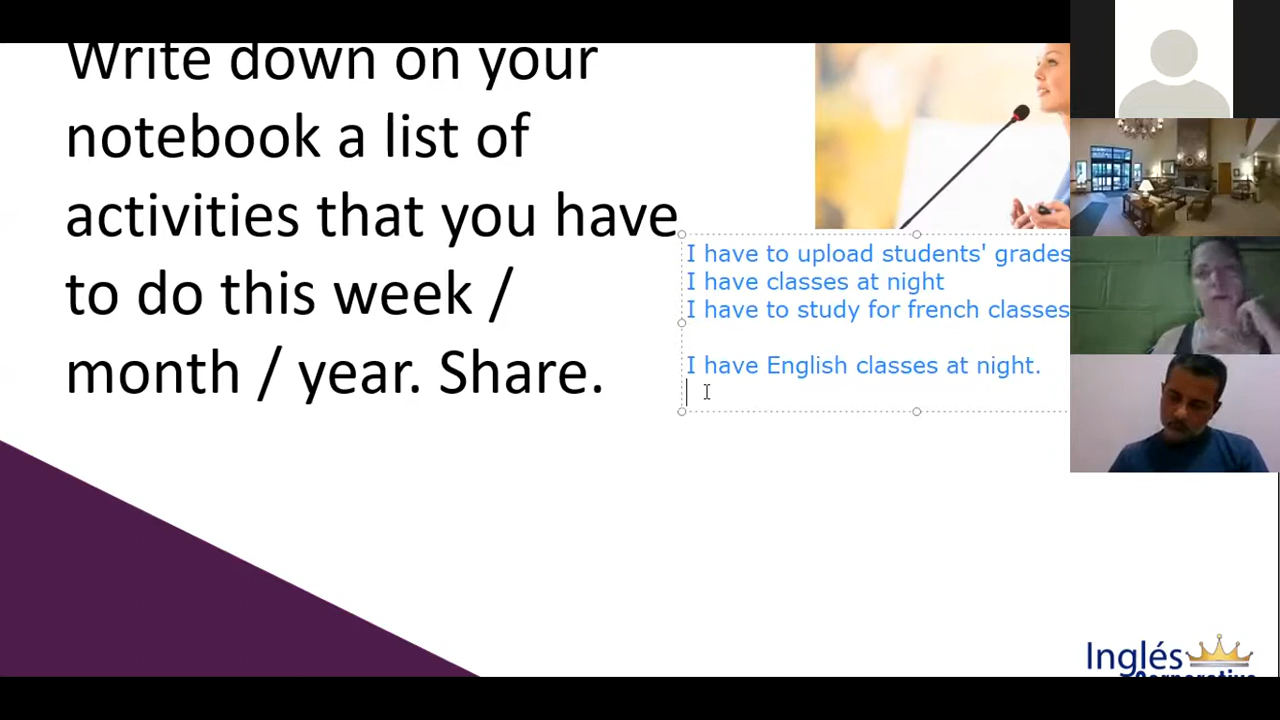 Write down on your
notebook a list of
activities that you have
to do this week /
month / year. Share.
I have to upload students' grades
I have classes at night
I have to study for french classes
I have English classes at night.
Inglés